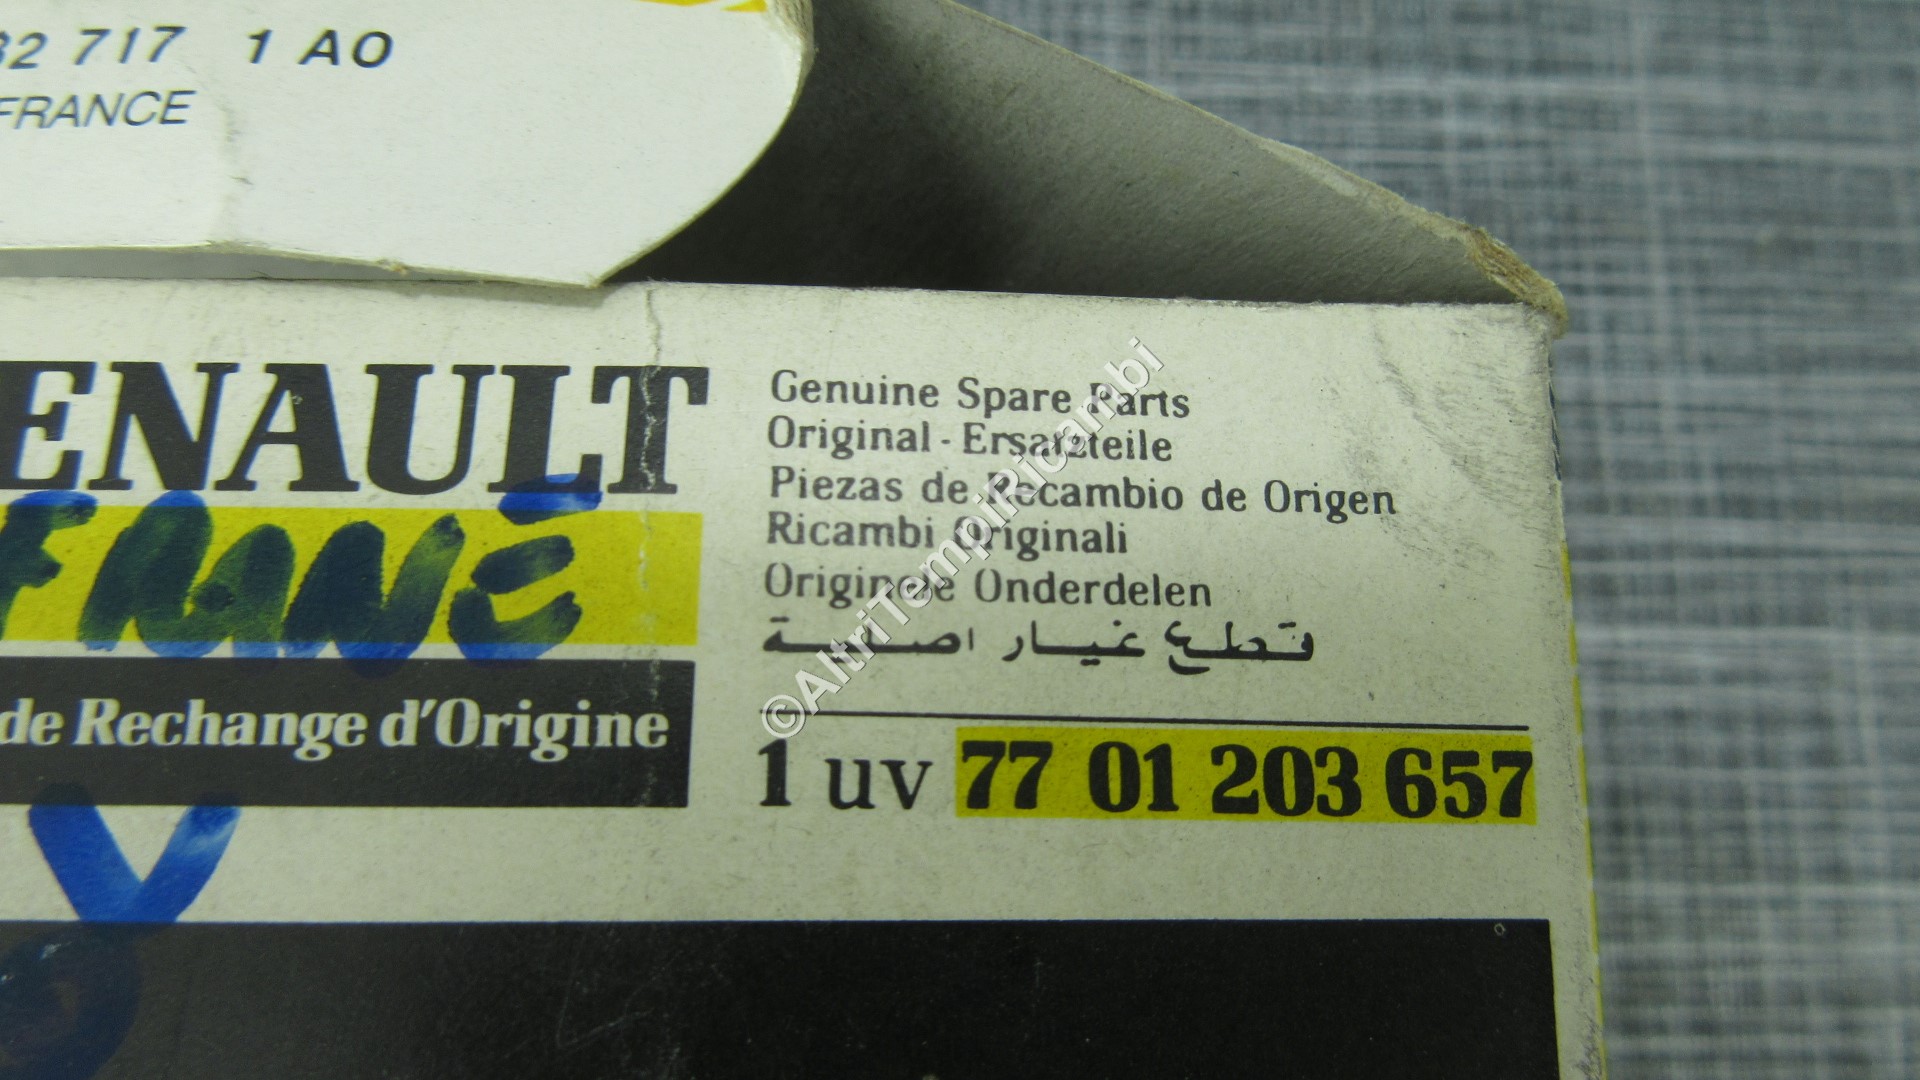 32 717 1 AO
FRANCE
ENAULT
Genuine Spare Parts
Original - Ersatzteile
Piezas de Recambio de Origen
Ricambi Originali
Originele Onderdelen
قطع غيار اصلية
de Rechange d'Origine
1 uv 77 01 203 657
©AltriTempiRicambi